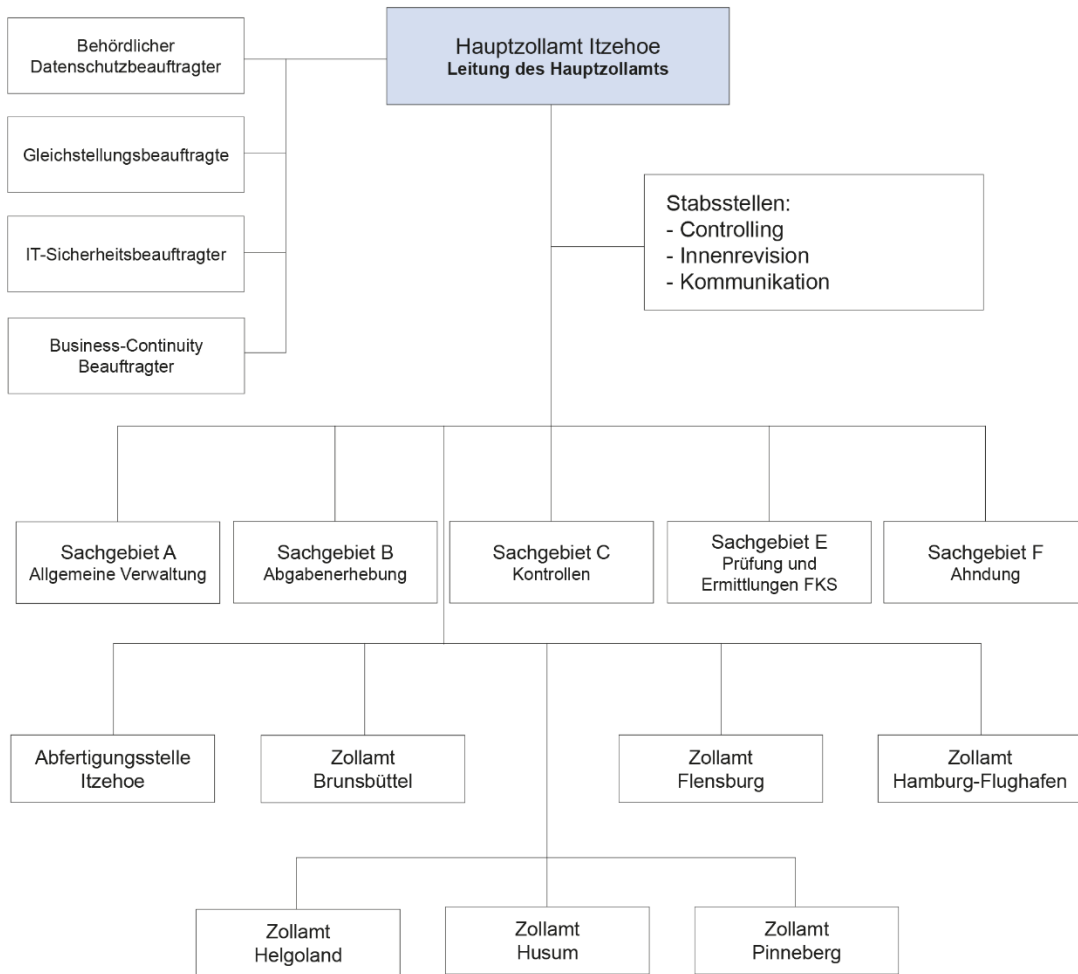 Behördlicher
Datenschutzbeauftragter
Hauptzollamt Itzehoe
Leitung des Hauptzollamts
Gleichstellungsbeauftragte
IT-Sicherheitsbeauftragter
Business-Continuity
Beauftragter
Stabsstellen:
- Controlling
- Innenrevision
- Kommunikation
Sachgebiet A
Allgemeine Verwaltung
Sachgebiet B
Abgabenerhebung
Sachgebiet C
Kontrollen
Sachgebiet E
Prüfung und
Ermittlungen FKS
Sachgebiet F
Ahndung
Abfertigungsstelle
Itzehoe
Zollamt
Brunsbüttel
Zollamt
Flensburg
Zollamt
Hamburg-Flughafen
Zollamt
Helgoland
Zollamt
Husum
Zollamt
Pinneberg